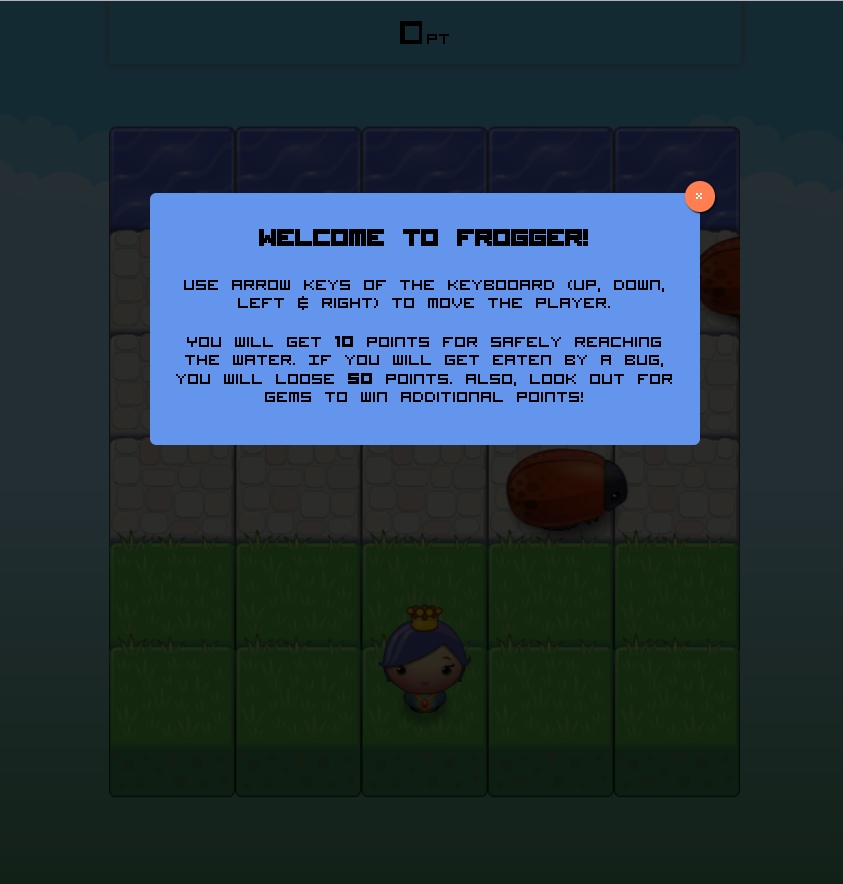 0 PT
×
WELCOME TO FROGGER!
USE ARROW KEYS OF THE KEYBOOARD (UP, DOWN,
LEFT & RIGHT) TO MOVE THE PLAYER.
YOU WILL GET 10 POINTS FOR SAFELY REACHING
THE WATER. IF YOU WILL GET EATEN BY A BUG,
YOU WILL LOOSE 50 POINTS. ALSO, LOOK OUT FOR
GEMS TO WIN ADDITIONAL POINTS!